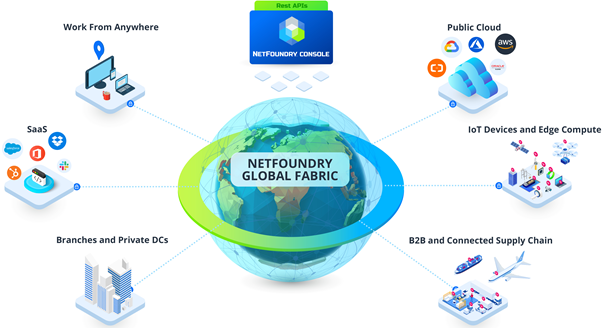 Rest APIs
NETFOUNDRY CONSOLE
Work From Anywhere
Public Cloud
aws
SaaS
IoT Devices and Edge Compute
NETFOUNDRY
GLOBAL FABRIC
Branches and Private DCs
B2B and Connected Supply Chain